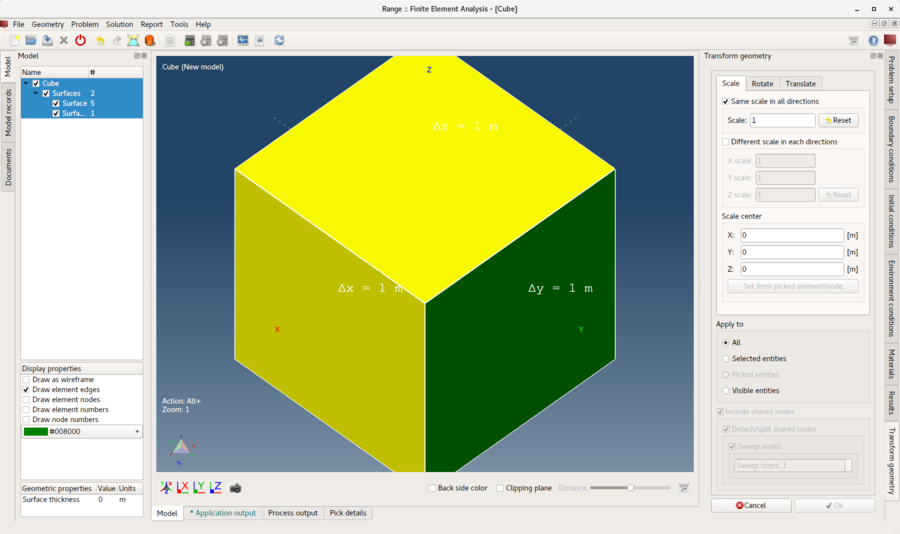 Range :: Finite Element Analysis - [Cube]
File Geometry Problem Solution Report Tools Help
Model
Name #
Cube
Surfaces 2
Surface 5
Surfa... 1
Model
Model records
Documents
Display properties
Draw as wireframe
Draw element edges
Draw element nodes
Draw element numbers
Draw node numbers
#008000
Geometric properties Value Units
Surface thickness 0 m
Cube (New model)
Z
Δx = 1 m
Δx = 1 m
Δy = 1 m
X
Y
Action: Alt+
Zoom: 1
X Y Z
Back side color Clipping plane Distance
Model * Application output Process output Pick details
Transform geometry
Scale Rotate Translate
Same scale in all directions
Scale: 1 Reset
Different scale in each directions
X scale: 1
Y scale: 1
Z scale: 1 Reset
Scale center
X: 0 [m]
Y: 0 [m]
Z: 0 [m]
Set from picked element/node
Apply to
All
Selected entities
Picked entities
Visible entities
Include shared nodes
Detach/split shared nodes
Sweep nodes
Sweep steps: 1
Cancel Ok
Problem setup
Boundary conditions
Initial conditions
Environment conditions
Materials
Results
Transform geometry